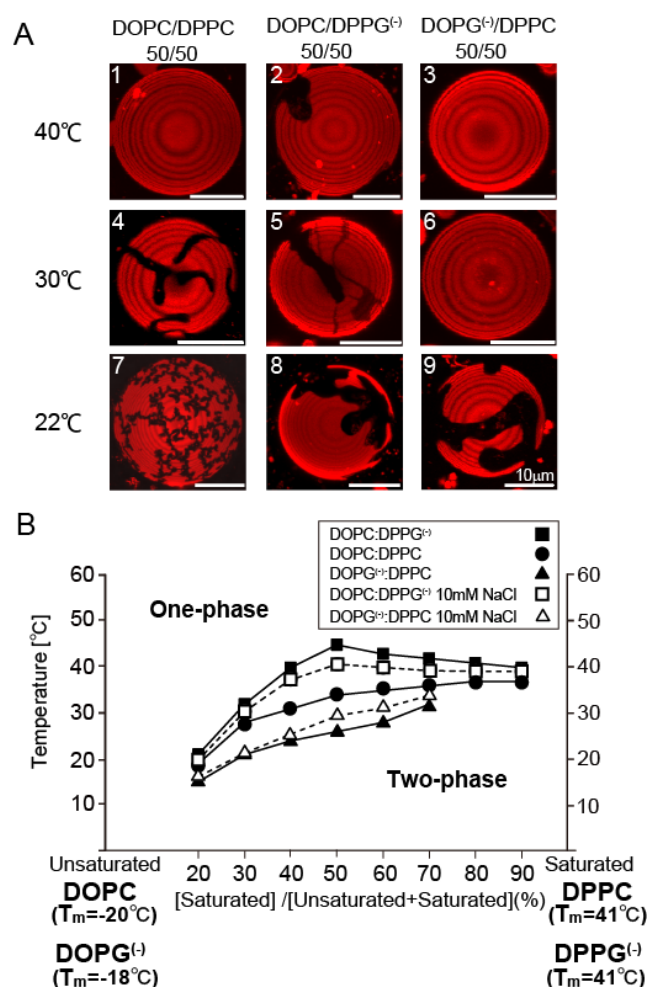 A
DOPC/DPPC DOPC/DPPG⁽⁻⁾ DOPG⁽⁻⁾/DPPC
50/50 50/50 50/50
1 2 3
40℃
4 5 6
30℃
7 8 9
22℃
10μm
B
DOPC:DPPG⁽⁻⁾
DOPC:DPPC
DOPG⁽⁻⁾:DPPC
DOPC:DPPG⁽⁻⁾ 10mM NaCl
DOPG⁽⁻⁾:DPPC 10mM NaCl
60 60
One-phase
50 50
40 40
30 30
20 20
Two-phase
10 10
Temperature [℃]
20 30 40 50 60 70 80 90
Unsaturated Saturated
[Saturated] /[Unsaturated+Saturated](%)
DOPC DPPC
(Tm=-20℃) (Tm=41℃)
DOPG⁽⁻⁾ DPPG⁽⁻⁾
(Tm=-18℃) (Tm=41℃)